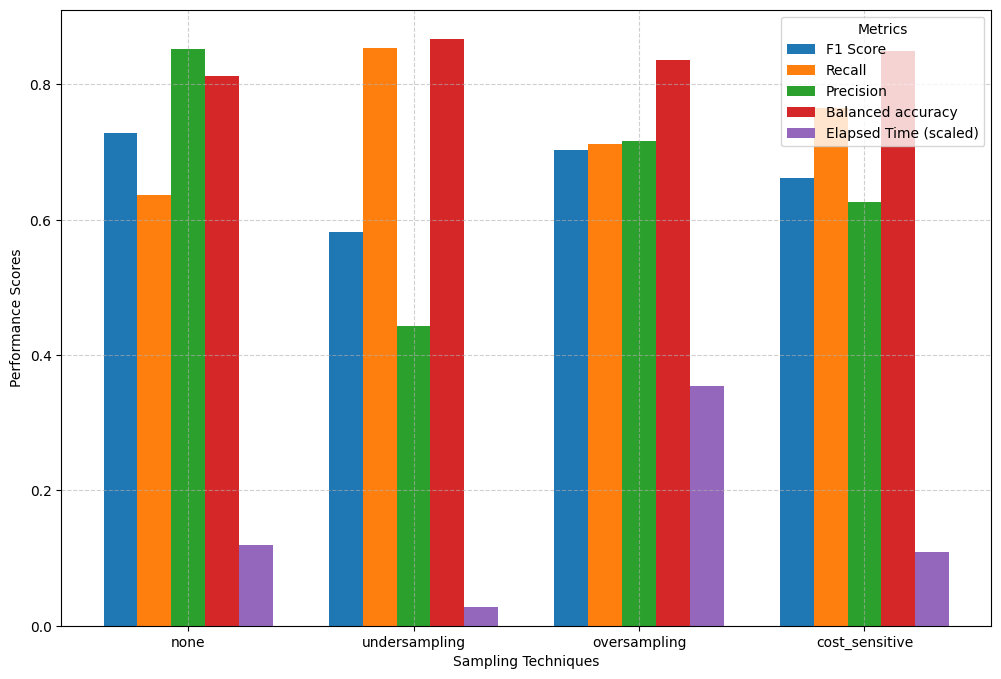 Metrics
F1 Score
Recall
Precision
Balanced accuracy
Elapsed Time (scaled)
Performance Scores
0.8
0.6
0.4
0.2
0.0
none
undersampling
oversampling
cost_sensitive
Sampling Techniques